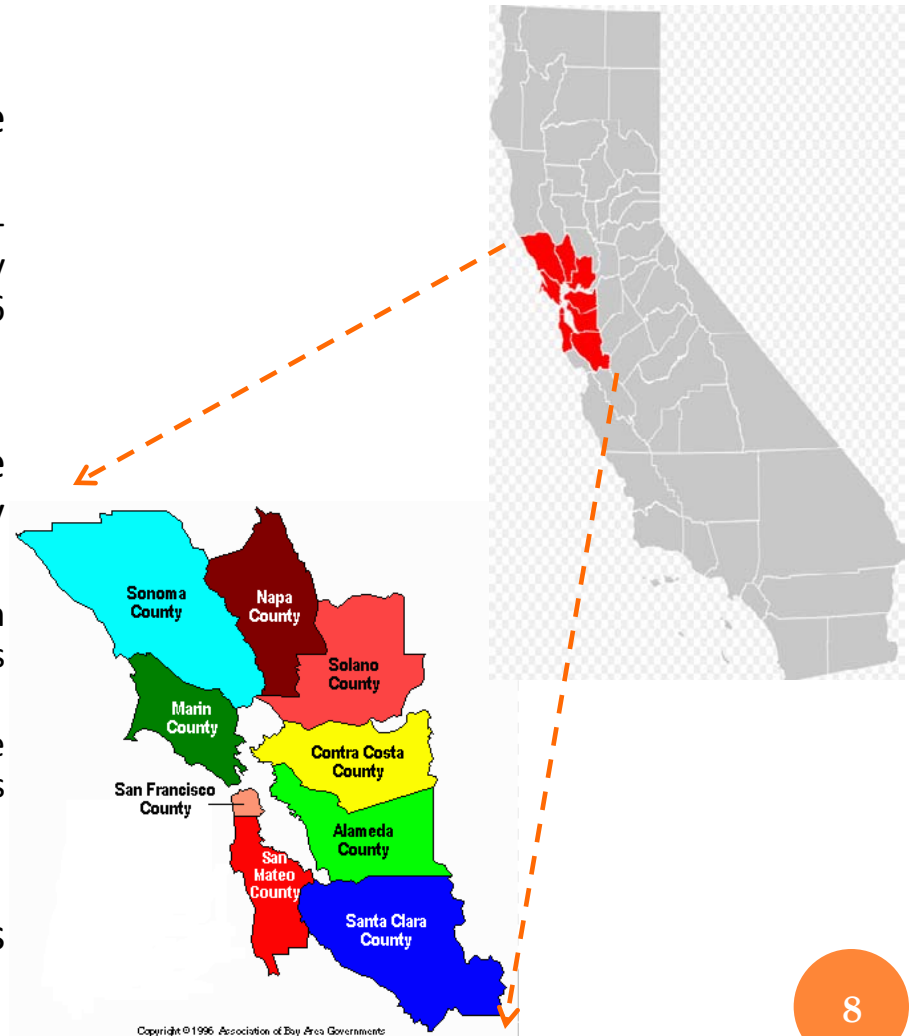 e
-
y
6
e
y
n
s
e
s
s
Sonoma
County
Napa
County
Solano
County
Marin
County
Contra Costa
County
San Francisco
County
Alameda
County
San
Mateo
County
Santa Clara
County
Copyright © 1996 Association of Bay Area Governments
8